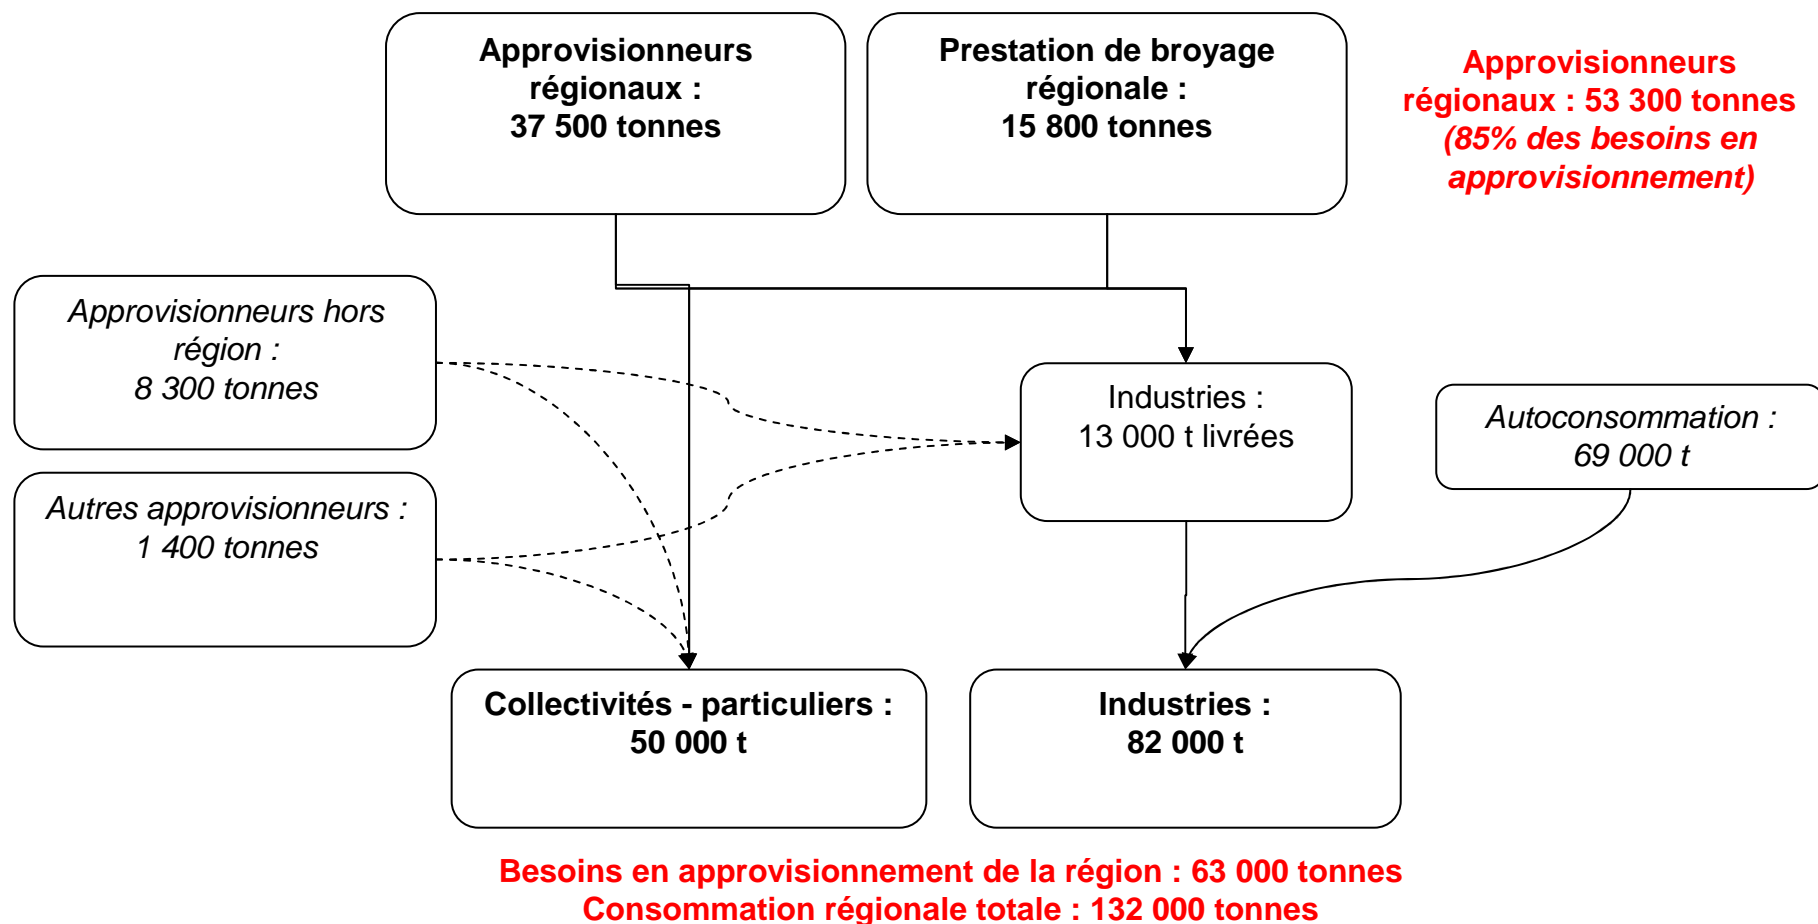 Approvisionneurs
régionaux :
37 500 tonnes
Prestation de broyage
régionale :
15 800 tonnes
Approvisionneurs
régionaux : 53 300 tonnes
(85% des besoins en
approvisionnement)
Approvisionneurs hors
région :
8 300 tonnes
Autres approvisionneurs :
1 400 tonnes
Industries :
13 000 t livrées
Autoconsommation :
69 000 t
Collectivités - particuliers :
50 000 t
Industries :
82 000 t
Besoins en approvisionnement de la région : 63 000 tonnes
Consommation régionale totale : 132 000 tonnes